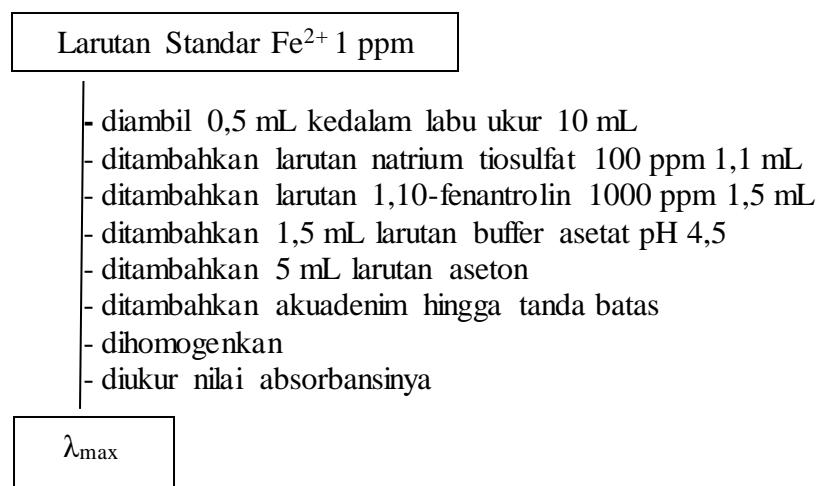 Larutan Standar Fe²⁺ 1 ppm
- diambil 0,5 mL kedalam labu ukur 10 mL
- ditambahkan larutan natrium tiosulfat 100 ppm 1,1 mL
- ditambahkan larutan 1,10-fenantrolin 1000 ppm 1,5 mL
- ditambahkan 1,5 mL larutan buffer asetat pH 4,5
- ditambahkan 5 mL larutan aseton
- ditambahkan akuadenim hingga tanda batas
- dihomogenkan
- diukur nilai absorbansinya
λmax